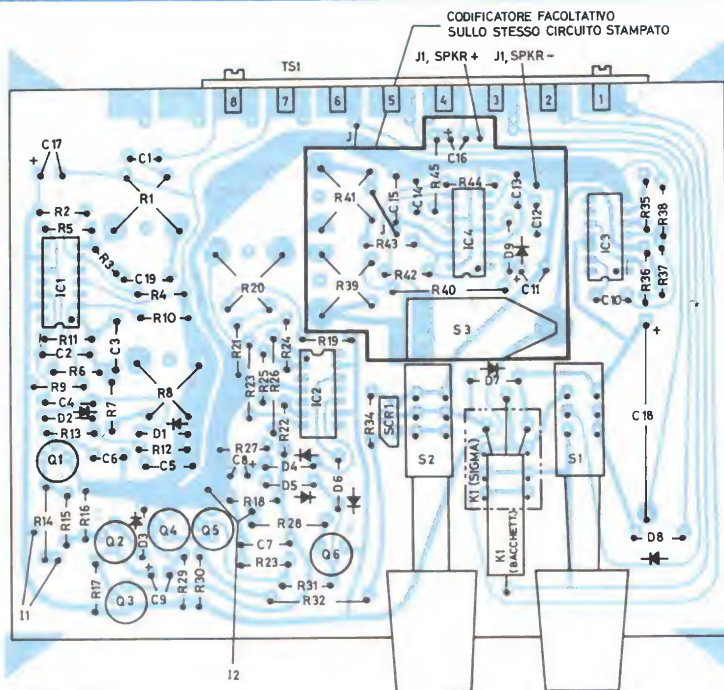 CODIFICATORE FACOLTATIVO
SULLO STESSO CIRCUITO STAMPATO
J1, SPKR+ J1, SPKR-
TS1
8 7 6 5 4 3 2 1
C17
+
C1
R1
R2
R5
IC1
R3
C19
R4
R10
R11
C2
R6
R9
C3
C4
R7
D2
R13
R8
D1
R12
C5
C6
Q1
J
R41
C15
C14
R45
+
C16
R44
C13
C12
IC4
J
R43
D9
R42
R39
R40
+
C11
S3
IC3
R35
R38
R36
R37
C10
+
C18
D8
R20
R21
R24
R19
R23
R25
R26
R22
IC2
R34
SCR1
D7
S2
S1
K1 (SIGMA)
K1
(BACCHETT.)
R27
C8
+
D4
D5
D6
R18
R28
C7
R23
Q6
R31
R32
R14
R15
R16
Q2
D3
Q4
Q5
R17
Q3
+
C9
R29
R30
I1
I2